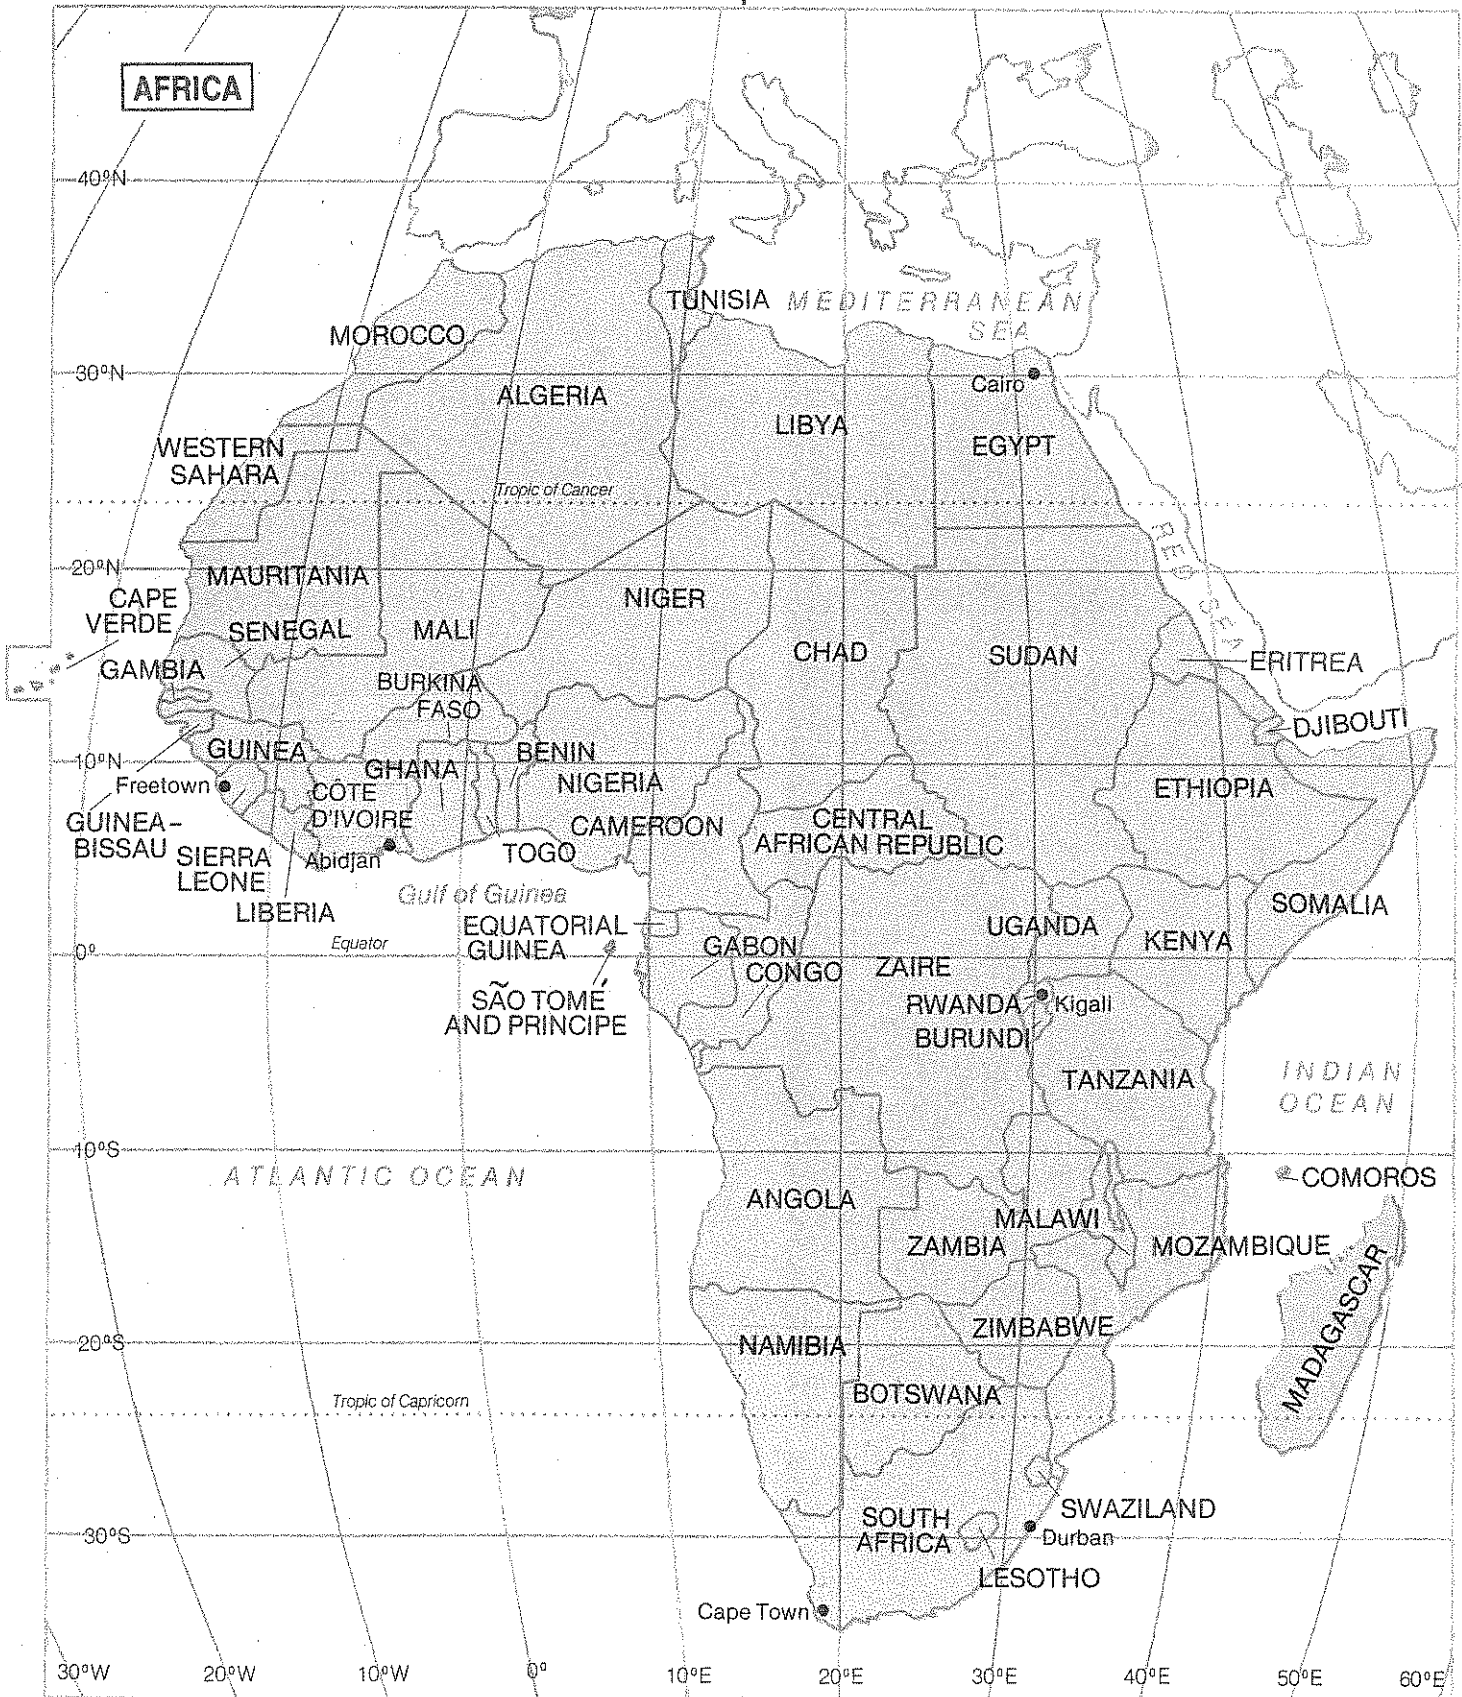 AFRICA
40°N
TUNISIA
MEDITERRANEAN
SEA
MOROCCO
30°N
Cairo
ALGERIA
LIBYA
EGYPT
WESTERN
SAHARA
Tropic of Cancer
RED SEA
20°N
MAURITANIA
CAPE
VERDE
NIGER
SENEGAL
MALI
CHAD
SUDAN
ERITREA
GAMBIA
BURKINA
FASO
DJIBOUTI
GUINEA
10°N
BENIN
GHANA
NIGERIA
ETHIOPIA
Freetown
CÔTE
D'IVOIRE
GUINEA-
BISSAU
CAMEROON
CENTRAL
AFRICAN REPUBLIC
SIERRA
LEONE
Abidjan
TOGO
Gulf of Guinea
LIBERIA
SOMALIA
EQUATORIAL
GUINEA
UGANDA
KENYA
Equator
0°
GABON
CONGO
ZAIRE
SÃO TOMÉ
AND PRINCIPE
RWANDA
Kigali
BURUNDI
TANZANIA
INDIAN
OCEAN
10°S
ATLANTIC OCEAN
COMOROS
ANGOLA
MALAWI
ZAMBIA
MOZAMBIQUE
MADAGASCAR
ZIMBABWE
20°S
NAMIBIA
BOTSWANA
Tropic of Capricorn
SWAZILAND
SOUTH
AFRICA
30°S
Durban
LESOTHO
Cape Town
30°W
20°W
10°W
0°
10°E
20°E
30°E
40°E
50°E
60°E